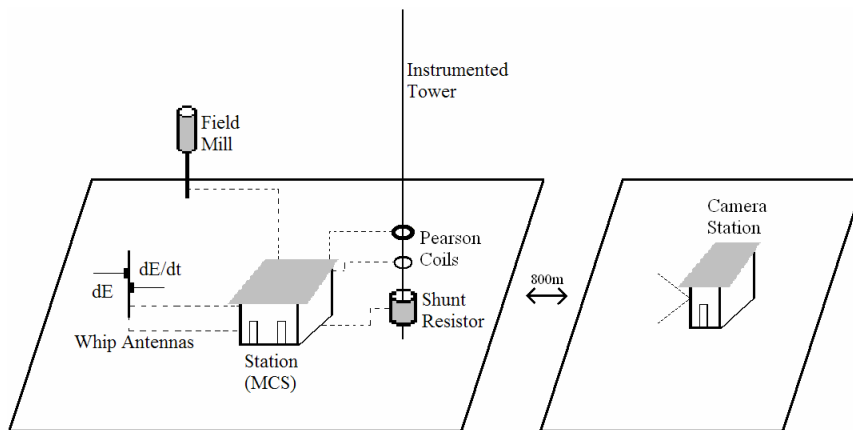 Instrumented
Tower
Field
Mill
Pearson
Coils
Camera
Station
dE/dt
dE
800m
Shunt
Resistor
Whip Antennas
Station
(MCS)